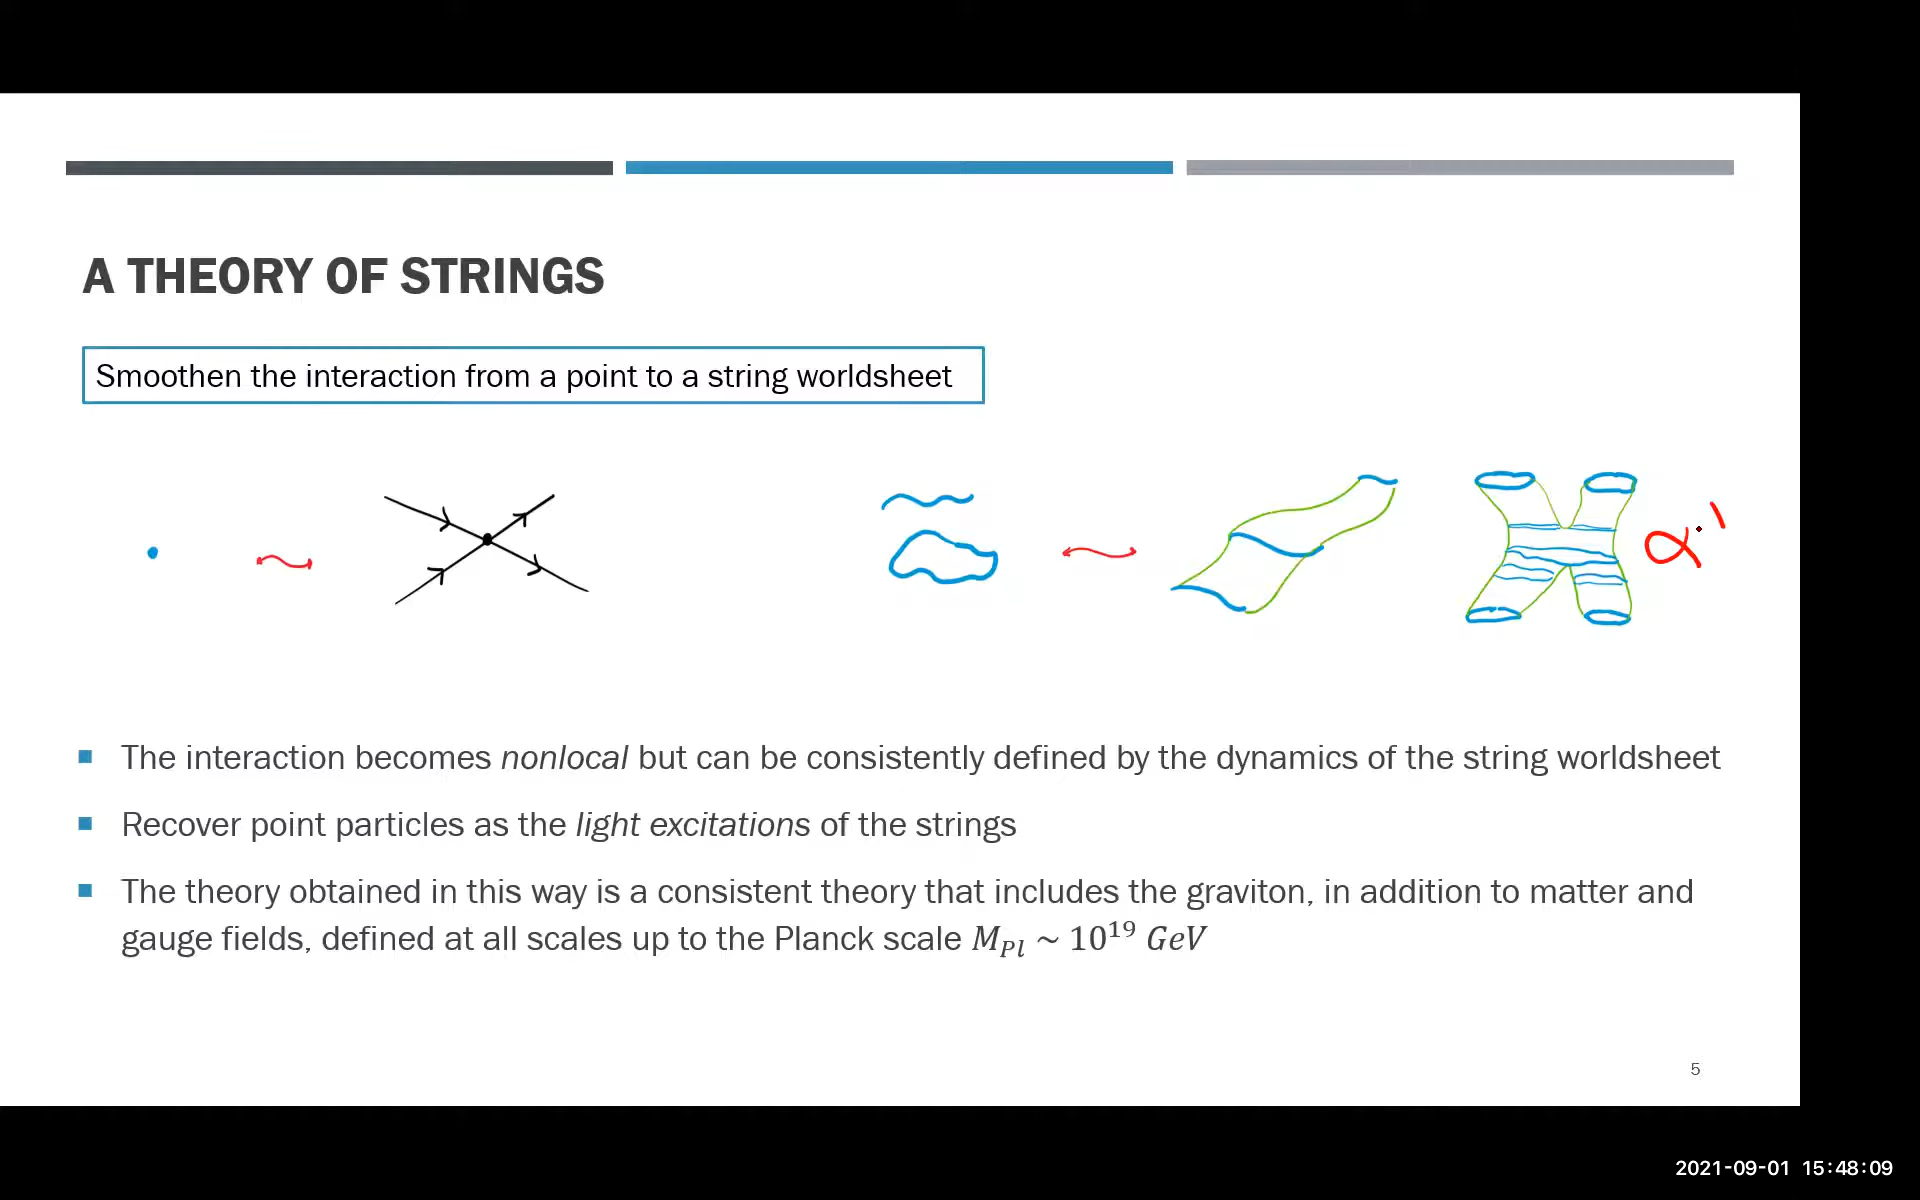 A THEORY OF STRINGS
Smoothen the interaction from a point to a string worldsheet
α'
The interaction becomes nonlocal but can be consistently defined by the dynamics of the string worldsheet
Recover point particles as the light excitations of the strings
The theory obtained in this way is a consistent theory that includes the graviton, in addition to matter and
gauge fields, defined at all scales up to the Planck scale M_{Pl} ~ 10^{19} GeV
5
2021-09-01 15:48:09